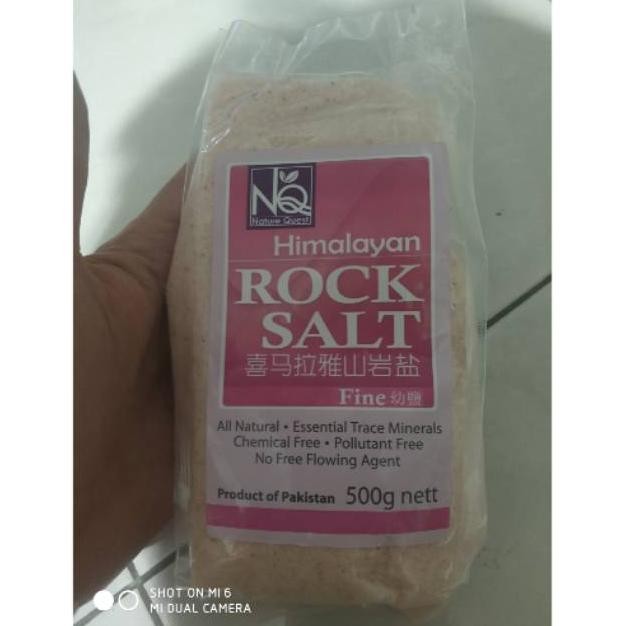 NQ
Nature Quest
Himalayan
ROCK
SALT
喜马拉雅山岩盐
Fine 幼鹽
All Natural • Essential Trace Minerals
Chemical Free • Pollutant Free
No Free Flowing Agent
Product of Pakistan 500g nett
SHOT ON MI 6
MI DUAL CAMERA